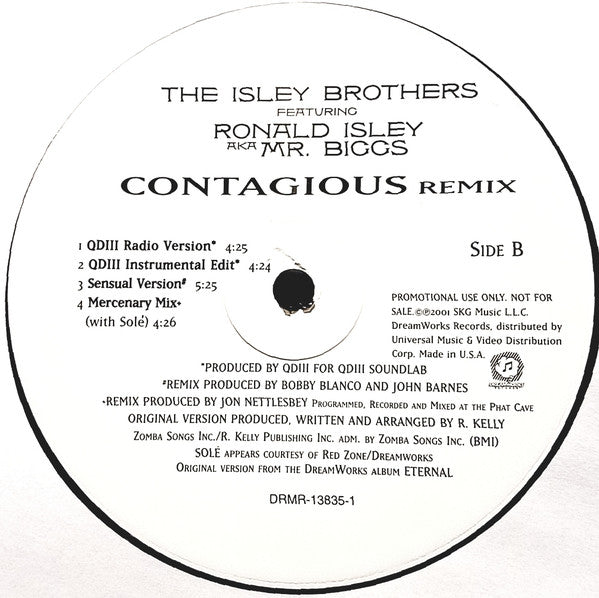 THE ISLEY BROTHERS
FEATURING
RONALD ISLEY
AKA MR. BIGGS
CONTAGIOUS REMIX
1 QDIII Radio Version* 4:25
2 QDIII Instrumental Edit* 4:24
3 Sensual Version# 5:25
4 Mercenary Mix+
(with Solé) 4:26
SIDE B
PROMOTIONAL USE ONLY. NOT FOR
SALE.©℗2001 SKG Music L.L.C.
DreamWorks Records, distributed by
Universal Music & Video Distribution
Corp. Made in U.S.A.
*PRODUCED BY QDIII FOR QDIII SOUNDLAB
#REMIX PRODUCED BY BOBBY BLANCO AND JOHN BARNES
+REMIX PRODUCED BY JON NETTLESBEY PROGRAMMED, RECORDED AND MIXED AT THE PHAT CAVE
ORIGINAL VERSION PRODUCED, WRITTEN AND ARRANGED BY R. KELLY
ZOMBA SONGS INC./R. KELLY PUBLISHING INC. ADM. BY ZOMBA SONGS INC. (BMI)
SOLÉ APPEARS COURTESY OF RED ZONE/DREAMWORKS
ORIGINAL VERSION FROM THE DREAMWORKS ALBUM ETERNAL
DRMR-13835-1